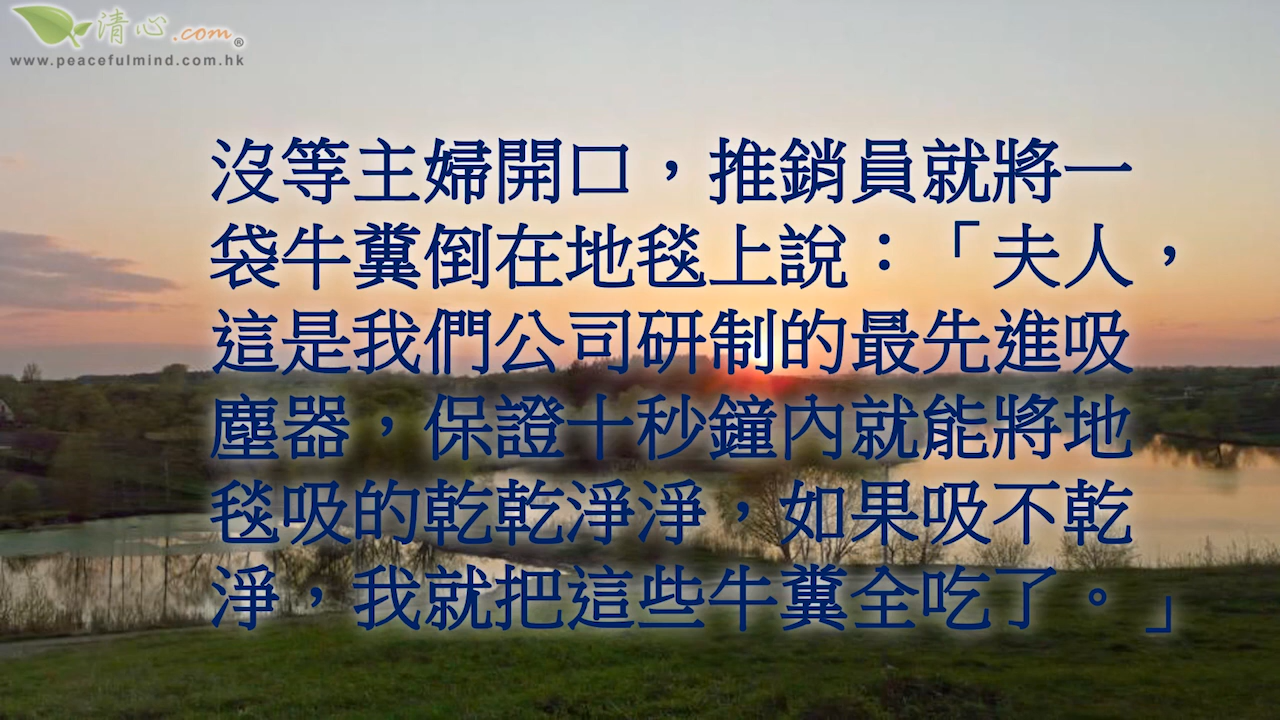 清心.com®
www.peacefulmind.com.hk
沒等主婦開口，推銷員就將一
袋牛糞倒在地毯上說：「夫人，
這是我們公司研制的最先進吸
塵器，保證十秒鐘內就能將地
毯吸的乾乾淨淨，如果吸不乾
淨，我就把這些牛糞全吃了。」